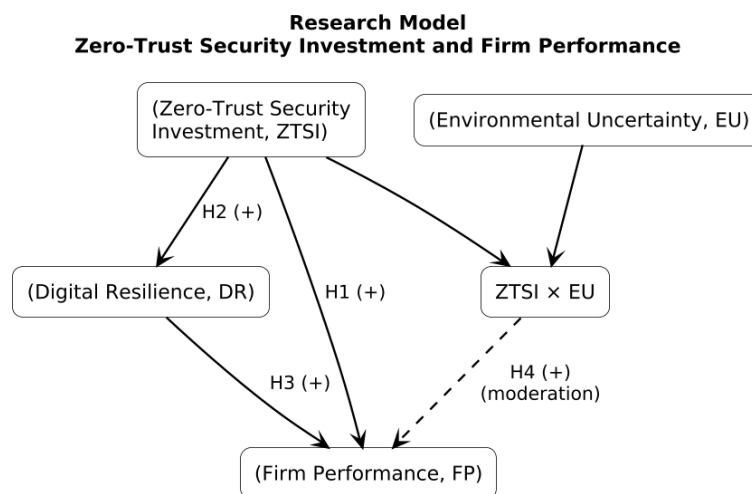 Research Model
Zero-Trust Security Investment and Firm Performance
(Zero-Trust Security
Investment, ZTSI)
(Environmental Uncertainty, EU)
H2 (+)
(Digital Resilience, DR)
H1 (+)
ZTSI × EU
H3 (+)
H4 (+)
(moderation)
(Firm Performance, FP)